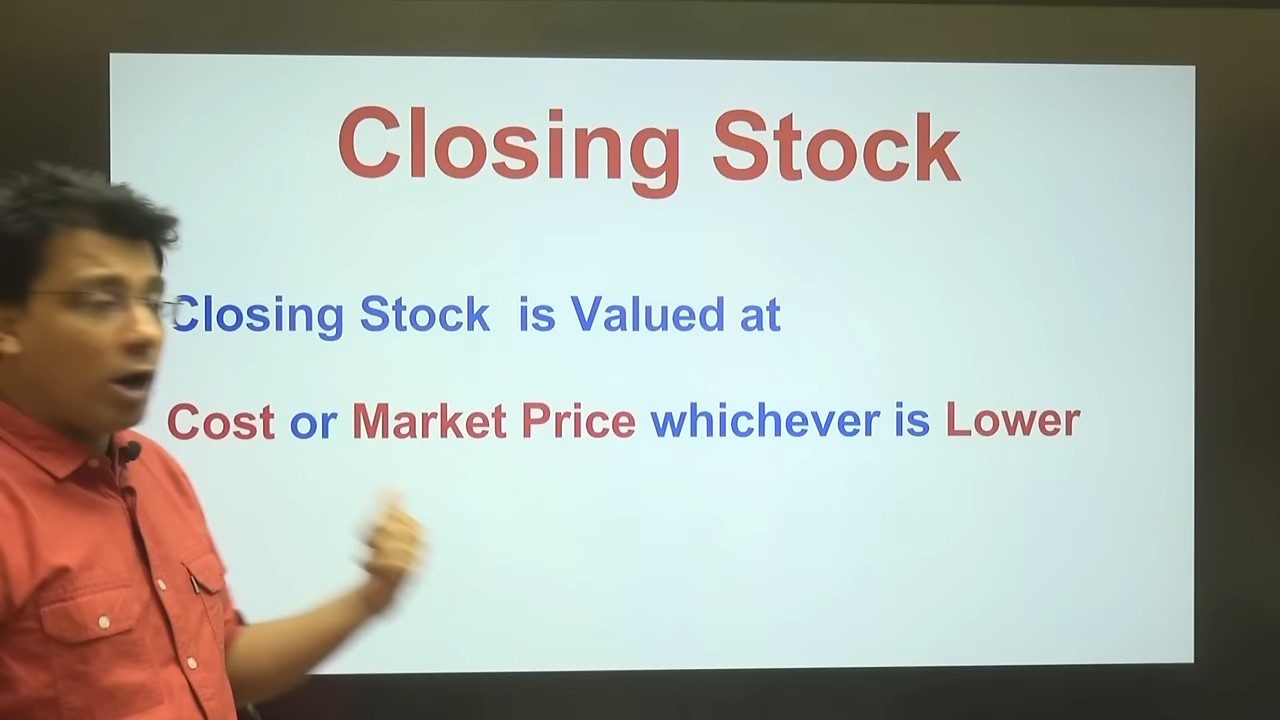 Closing Stock
Closing Stock is Valued at
Cost or Market Price whichever is Lower